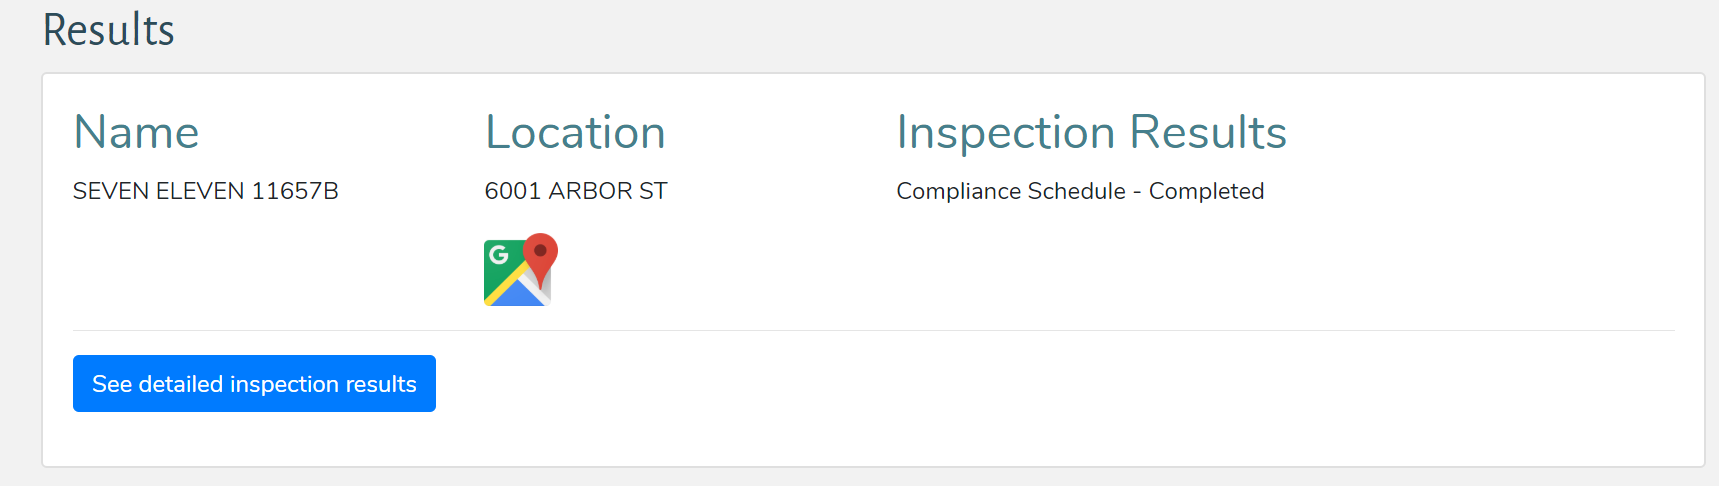 Results
Name
Location
Inspection Results
SEVEN ELEVEN 11657B
6001 ARBOR ST
Compliance Schedule - Completed
G
See detailed inspection results